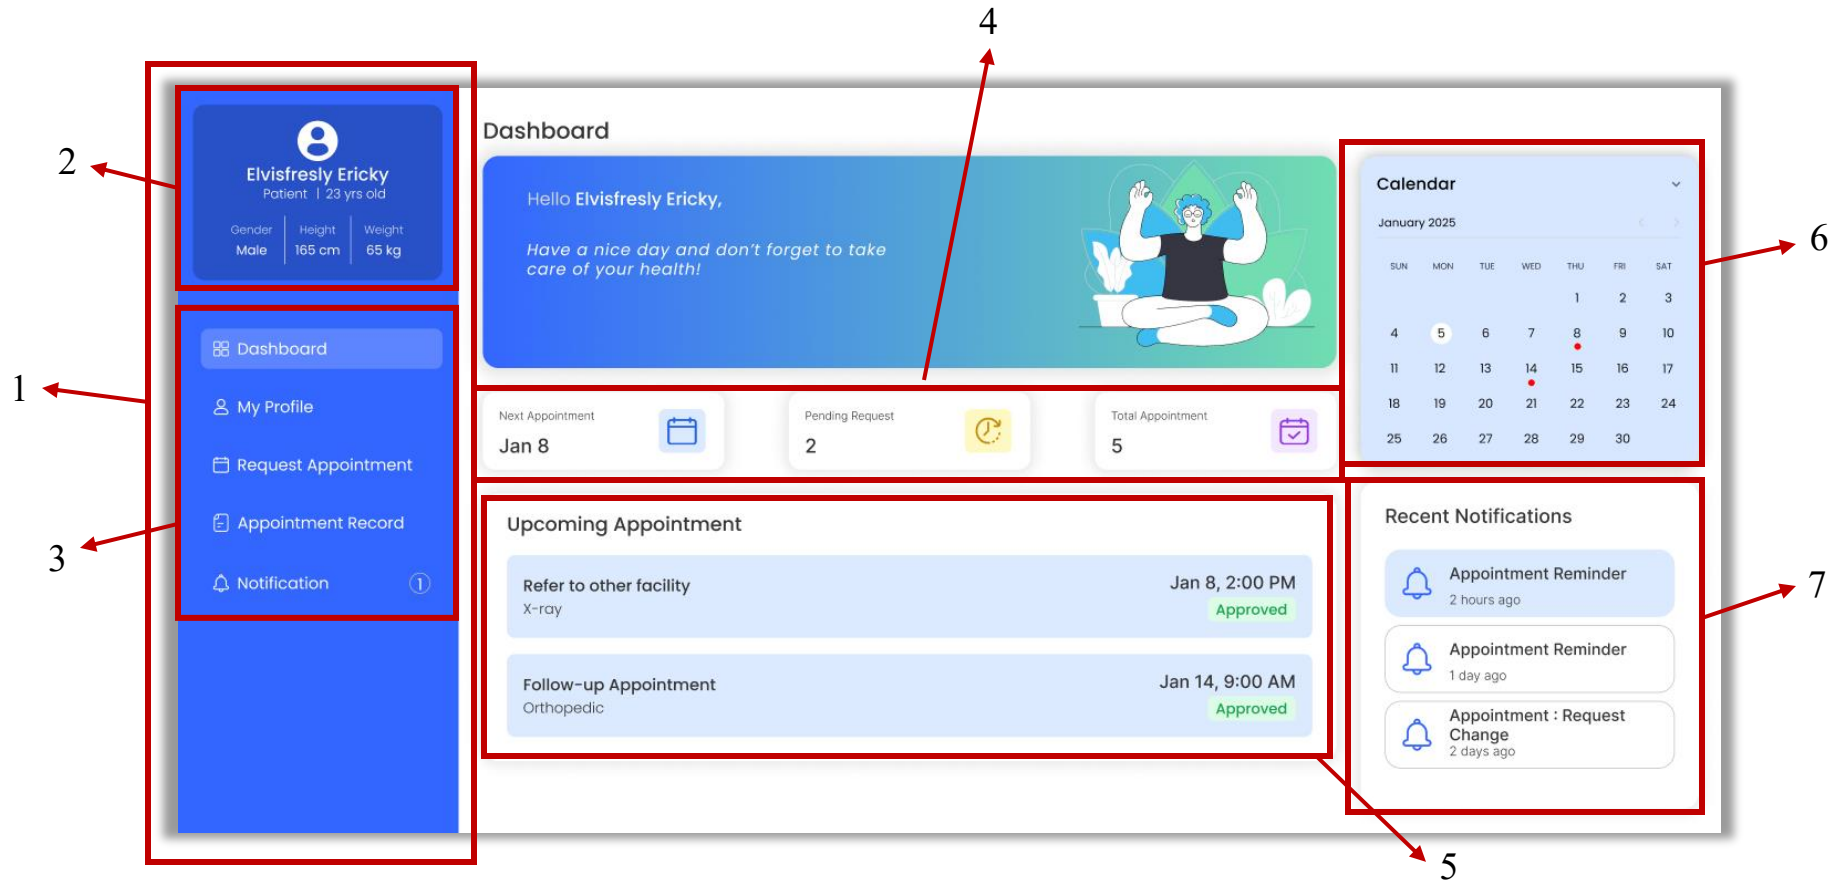 4
2
1
3
Elvisfresly Ericky
Patient | 23 yrs old
Gender Height Weight
Male 165 cm 65 kg
Dashboard
My Profile
Request Appointment
Appointment Record
Notification 1
Dashboard
Hello Elvisfresly Ericky,
Have a nice day and don't forget to take
care of your health!
Next Appointment
Jan 8
Pending Request
2
Total Appointment
5
Upcoming Appointment
Refer to other facility Jan 8, 2:00 PM
X-ray Approved
Follow-up Appointment Jan 14, 9:00 AM
Orthopedic Approved
5
Calendar
January 2025
SUN MON TUE WED THU FRI SAT
1 2 3
4 5 6 7 8 9 10
11 12 13 14 15 16 17
18 19 20 21 22 23 24
25 26 27 28 29 30
6
Recent Notifications
Appointment Reminder
2 hours ago
Appointment Reminder
1 day ago
Appointment : Request
Change
2 days ago
7